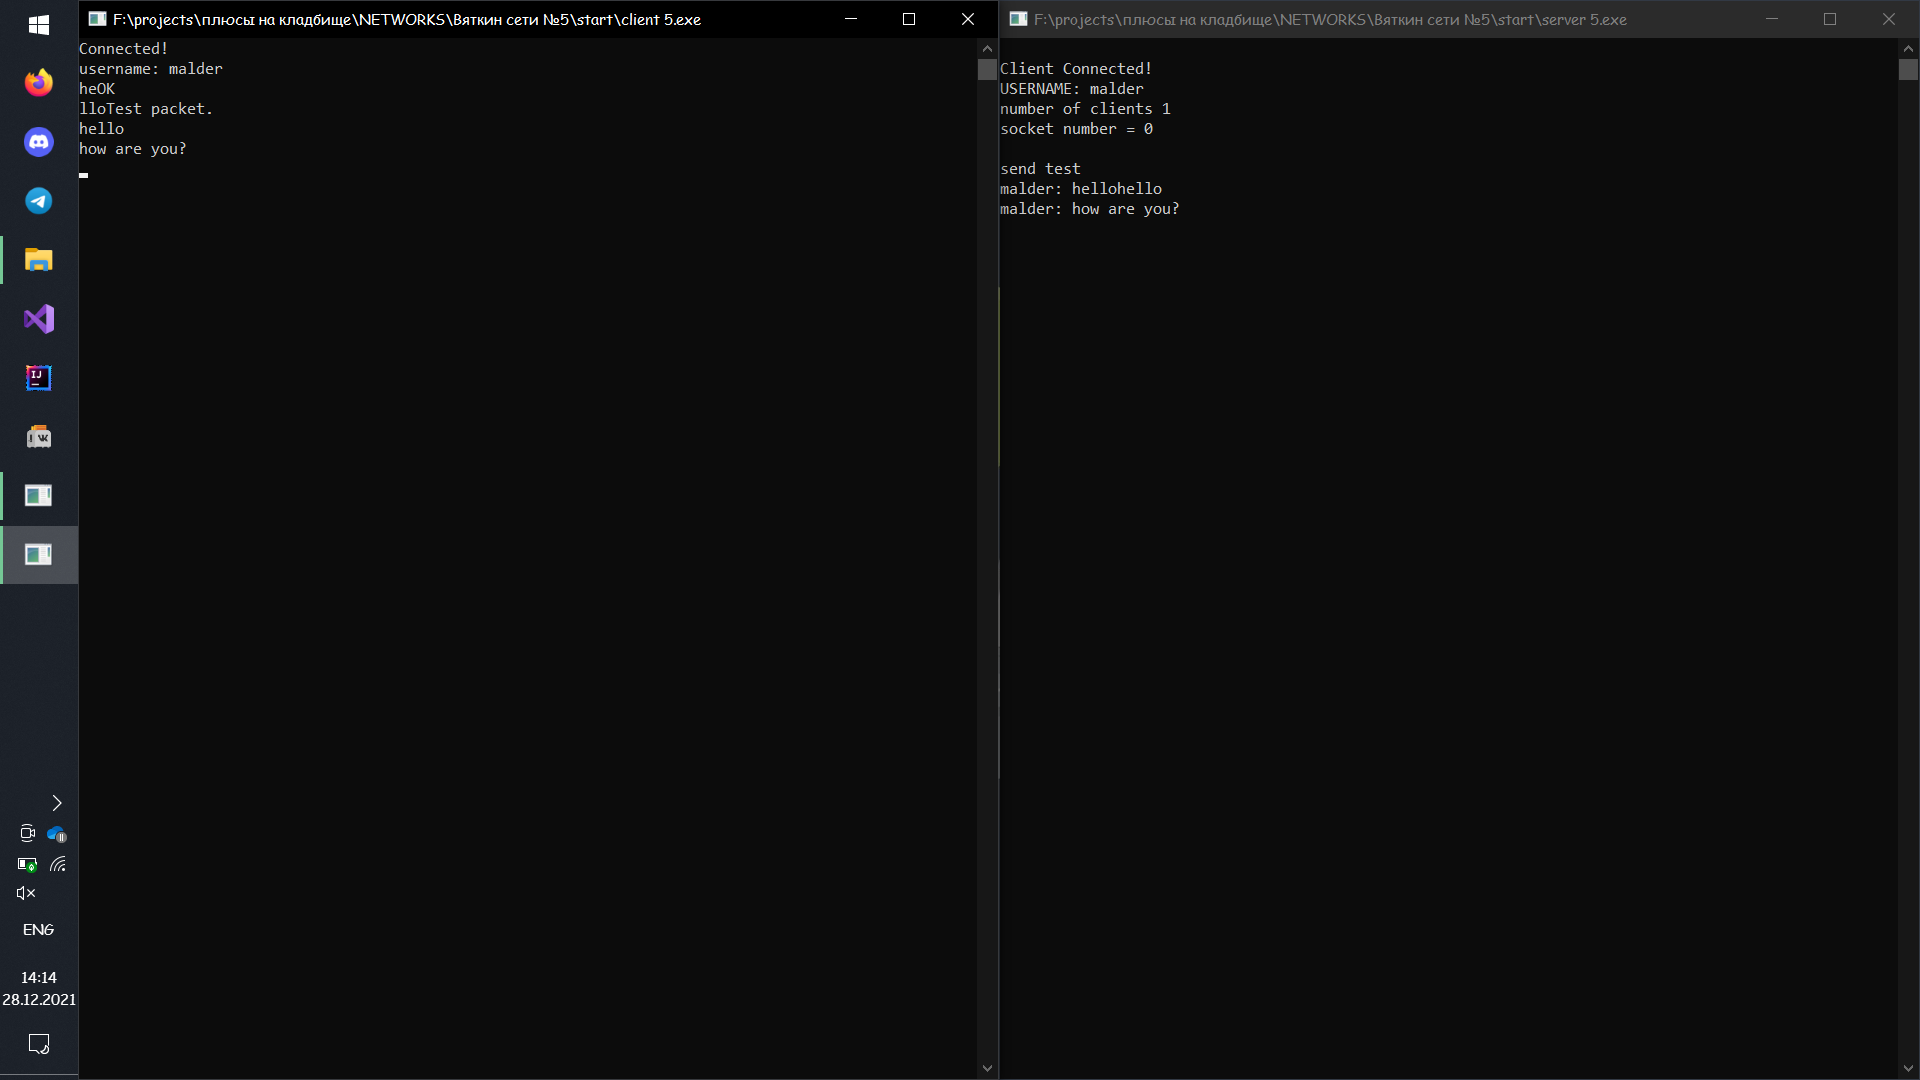 F:\projects\плюсы на кладбище\NETWORKS\Вяткин сети №5\start\client 5.exe
Connected!
username: malder
heOK
lloTest packet.
hello
how are you?
F:\projects\плюсы на кладбище\NETWORKS\Вяткин сети №5\start\server 5.exe
Client Connected!
USERNAME: malder
number of clients 1
socket number = 0
send test
malder: hellohello
malder: how are you?
IJ
VK
ENG
14:14
28.12.2021